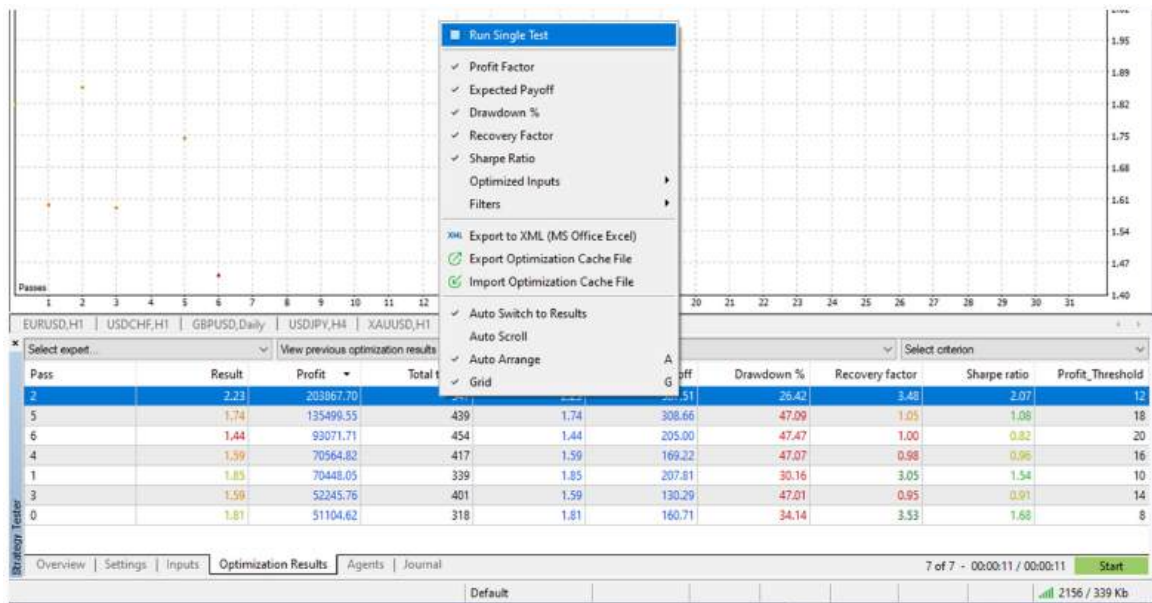 Run Single Test
1.95
Profit Factor
1.89
Expected Payoff
Drawdown %
1.82
Recovery Factor
1.75
Sharpe Ratio
1.68
Optimized Inputs
Filters
1.61
Export to XML (MS Office Excel)
1.54
Export Optimization Cache File
1.47
Import Optimization Cache File
Passes
1.40
1 2 3 4 5 6 7 8 9 10 11 12 20 21 22 23 24 25 26 27 28 29 30 31
Auto Switch to Results
EURUSD,H1 | USDCHF,H1 | GBPUSD,Daily | USDJPY,H4 | XAUUSD,H1
Auto Scroll
Select expert... View previous optimization results Select criterion
Auto Arrange A
Pass Result Profit Total Drawdown % Recovery factor Sharpe ratio Profit_Threshold
Grid G
2 2.23 203867.70 26.42 3.48 2.07 12
5 1.74 135499.55 439 1.74 308.66 47.09 1.05 1.08 18
6 1.44 93071.71 454 1.44 205.00 47.47 1.00 0.82 20
4 1.59 70564.82 417 1.59 169.22 47.07 0.98 0.96 16
1 1.85 70448.05 339 1.85 207.81 30.16 3.05 1.54 10
3 1.59 52245.76 401 1.59 130.29 47.01 0.95 0.91 14
0 1.81 51104.62 318 1.81 160.71 34.14 3.53 1.68 8
Strategy Tester
Overview | Settings | Inputs | Optimization Results | Agents | Journal 7 of 7 - 00:00:11 / 00:00:11 Start
Default 2156 / 339 Kb